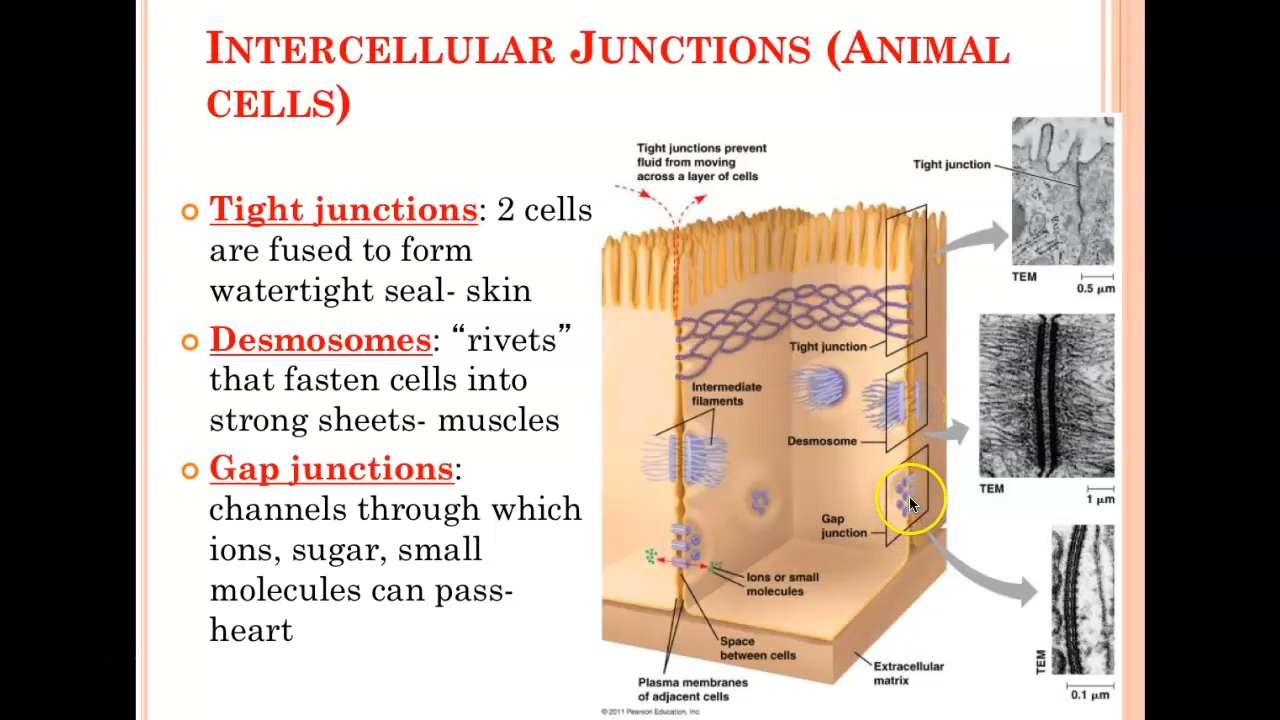 INTERCELLULAR JUNCTIONS (ANIMAL
CELLS)
Tight junctions: 2 cells
are fused to form
watertight seal- skin
Desmosomes: “rivets”
that fasten cells into
strong sheets- muscles
Gap junctions:
channels through which
ions, sugar, small
molecules can pass-
heart
Tight junctions prevent
fluid from moving
across a layer of cells
Tight junction
TEM
0.5 μm
Tight junction
Intermediate
filaments
Desmosome
TEM
1 μm
Gap
junction
Ions or small
molecules
Space
between cells
Plasma membranes
of adjacent cells
Extracellular
matrix
TEM
0.1 μm
© 2011 Pearson Education, Inc.